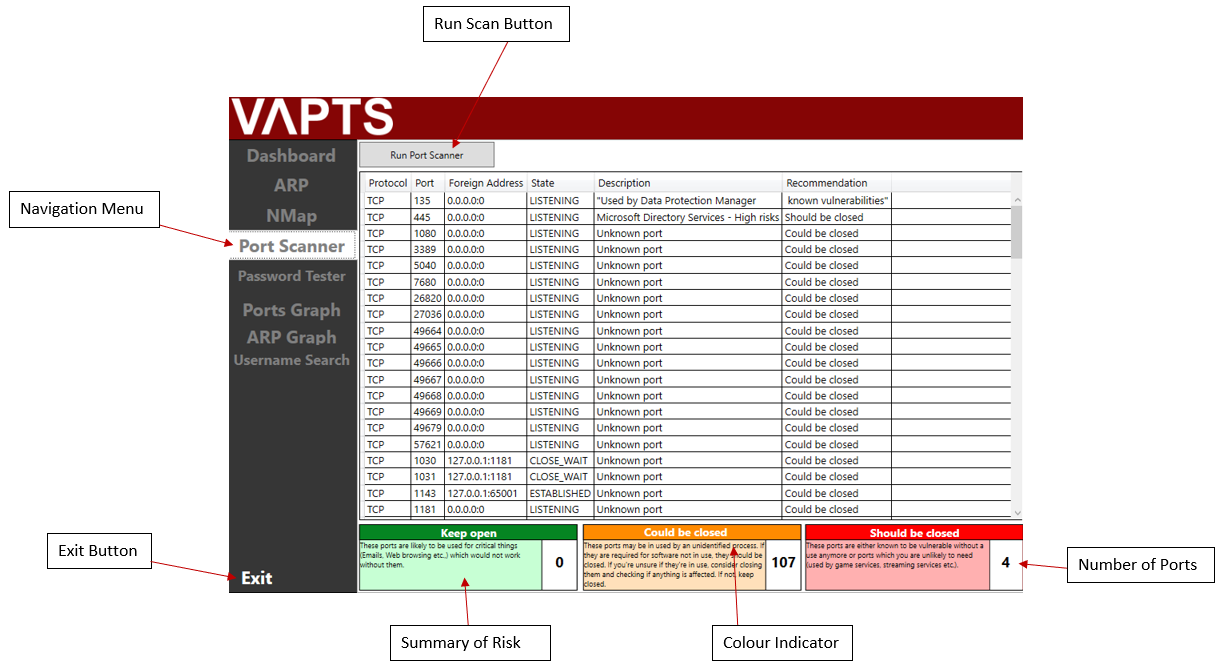 Run Scan Button
VAPTS
Dashboard
ARP
NMap
Port Scanner
Password Tester
Ports Graph
ARP Graph
Username Search
Exit
Navigation Menu
Exit Button
Run Port Scanner
Protocol Port Foreign Address State Description Recommendation
TCP 135 0.0.0.0:0 LISTENING "Used by Data Protection Manager known vulnerabilities"
TCP 445 0.0.0.0:0 LISTENING Microsoft Directory Services - High risks Should be closed
TCP 1080 0.0.0.0:0 LISTENING Unknown port Could be closed
TCP 3389 0.0.0.0:0 LISTENING Unknown port Could be closed
TCP 5040 0.0.0.0:0 LISTENING Unknown port Could be closed
TCP 7680 0.0.0.0:0 LISTENING Unknown port Could be closed
TCP 26820 0.0.0.0:0 LISTENING Unknown port Could be closed
TCP 27036 0.0.0.0:0 LISTENING Unknown port Could be closed
TCP 49664 0.0.0.0:0 LISTENING Unknown port Could be closed
TCP 49665 0.0.0.0:0 LISTENING Unknown port Could be closed
TCP 49666 0.0.0.0:0 LISTENING Unknown port Could be closed
TCP 49667 0.0.0.0:0 LISTENING Unknown port Could be closed
TCP 49668 0.0.0.0:0 LISTENING Unknown port Could be closed
TCP 49669 0.0.0.0:0 LISTENING Unknown port Could be closed
TCP 49679 0.0.0.0:0 LISTENING Unknown port Could be closed
TCP 57621 0.0.0.0:0 LISTENING Unknown port Could be closed
TCP 1030 127.0.0.1:1181 CLOSE_WAIT Unknown port Could be closed
TCP 1031 127.0.0.1:1181 CLOSE_WAIT Unknown port Could be closed
TCP 1143 127.0.0.1:65001 ESTABLISHED Unknown port Could be closed
TCP 1181 0.0.0.0:0 LISTENING Unknown port Could be closed
Keep open
These ports are likely to be used for critical things
(Emails, Web browsing etc.,) which would not work
without them.
0
Could be closed
These ports may be in used by an unidentified process. If
they are required for software not in use, they should be
closed. If you're unsure if they're in use, consider closing
them and checking if anything is affected. If not, keep
closed.
107
Should be closed
These ports are either known to be vulnerable without a
use anymore or ports which you are unlikely to need
(used by game services, streaming services etc.).
4
Number of Ports
Summary of Risk
Colour Indicator